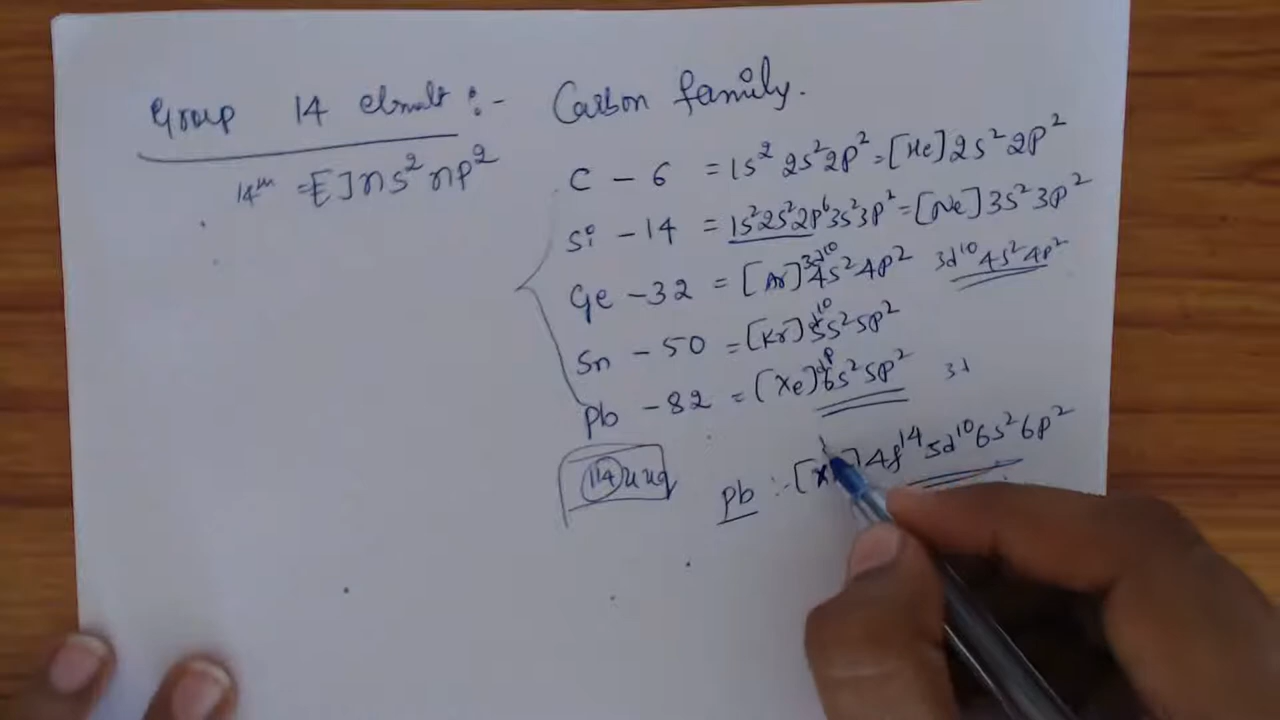 Group 14 elmnt :- Carbon family.
14th = [ ] ns² np²
C - 6 = 1s² 2s² 2p² = [He] 2s² 2p²
Si - 14 = 1s² 2s² 2p⁶ 3s² 3p² = [Ne] 3s² 3p²
Ge - 32 = [Ar] 3d¹⁰ 4s² 4p² 3d¹⁰ 4s² 4p²
Sn - 50 = [Kr] 5s² 5p²
Pb - 82 = [Xe] 6s² 5p² 3d
114 uuq
Pb :- [Xe] 4f¹⁴ 5d¹⁰ 6s² 6p²